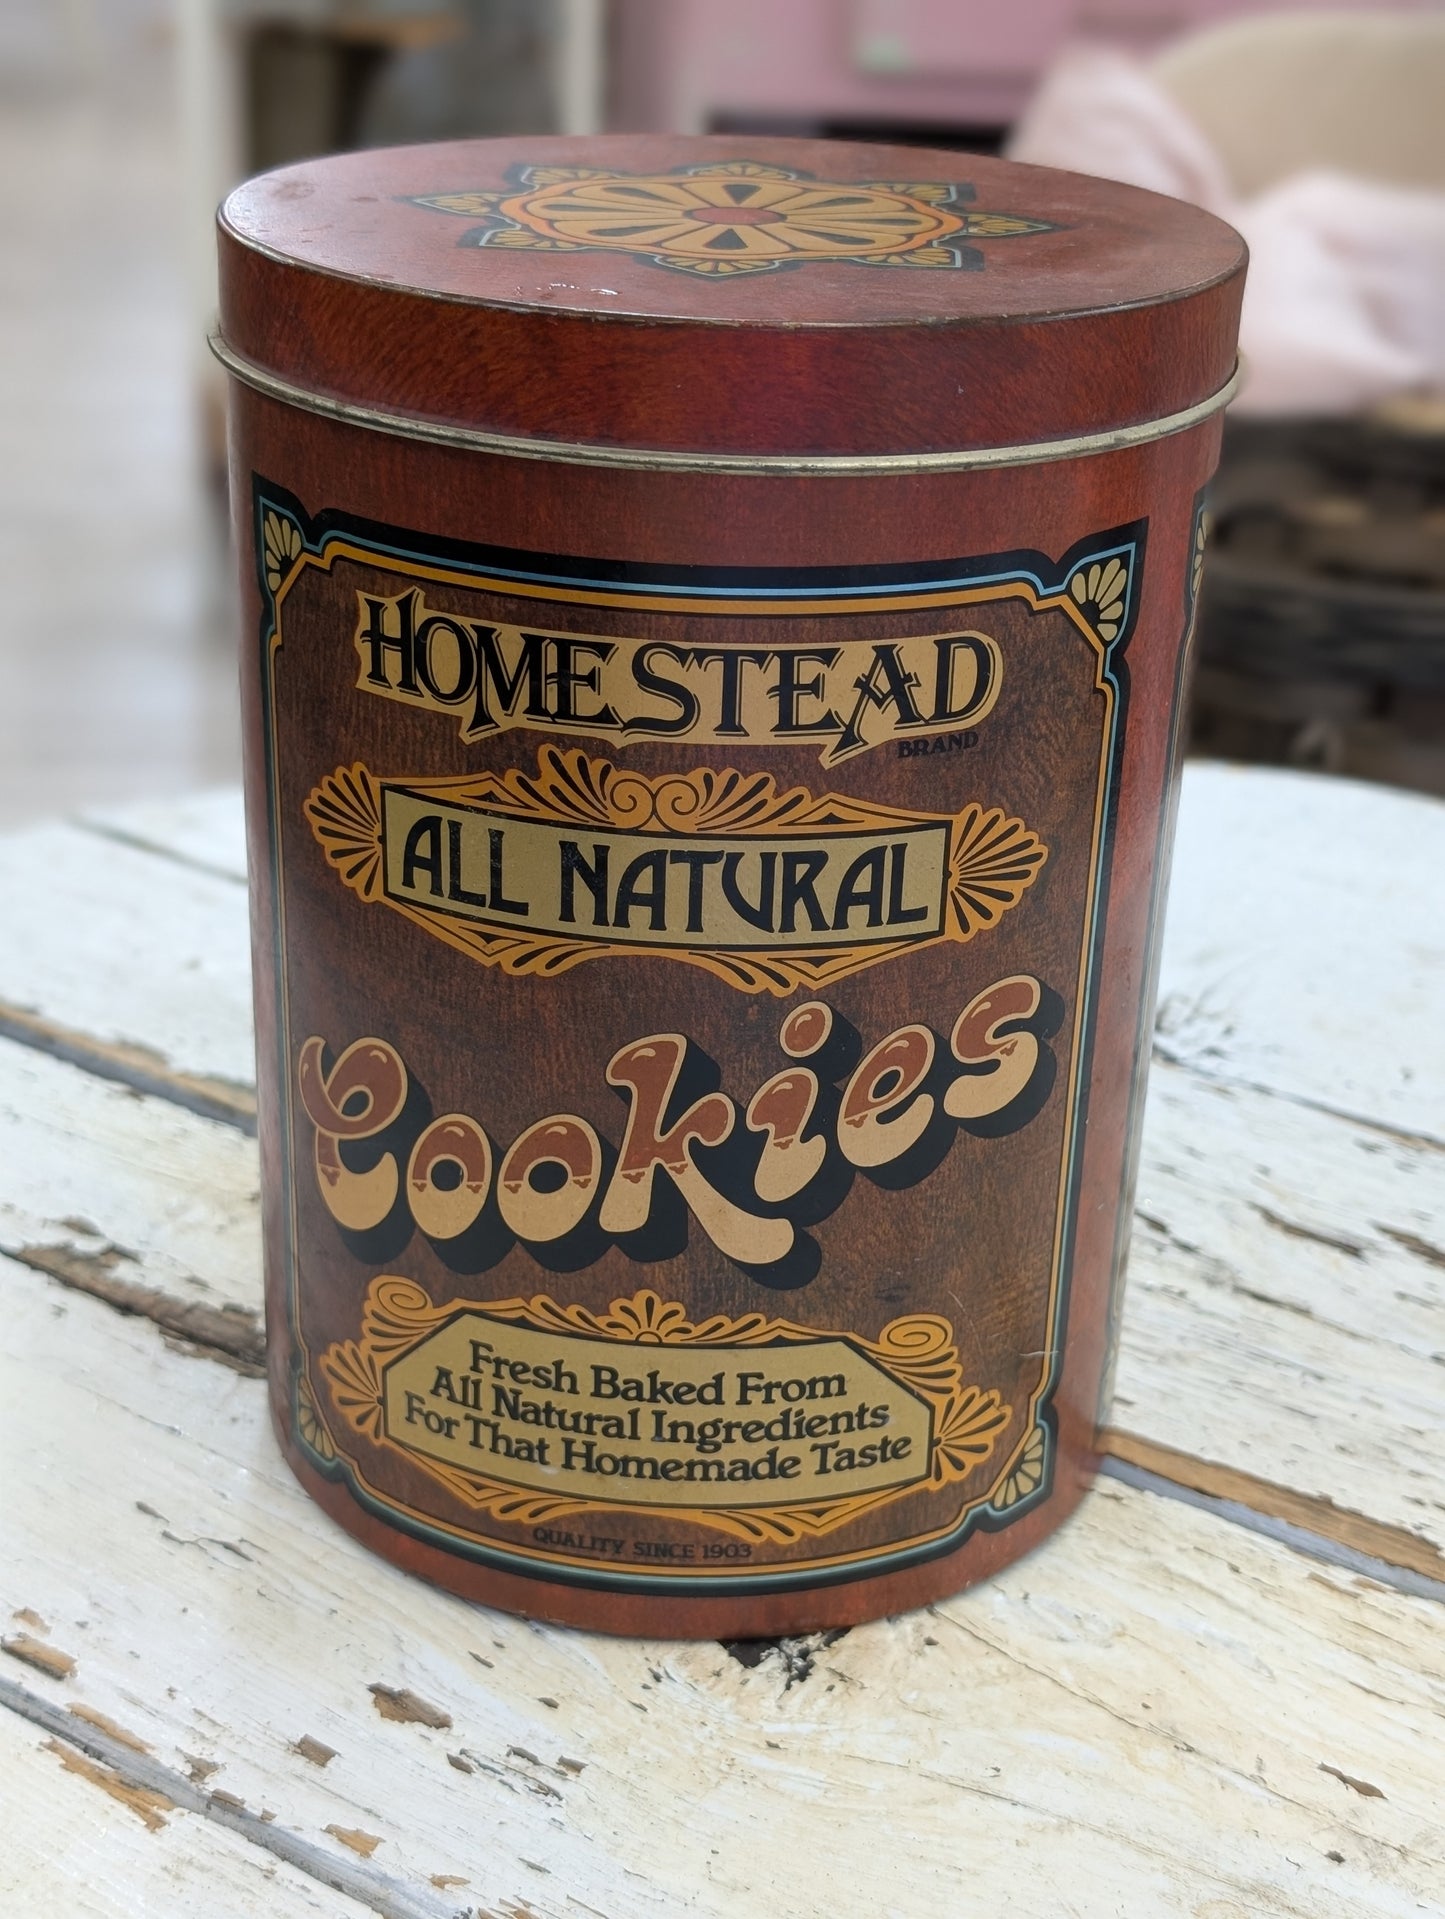 HOMESTEAD
BRAND
ALL NATURAL
Cookies
Fresh Baked From
All Natural Ingredients
For That Homemade Taste
QUALITY SINCE 1903